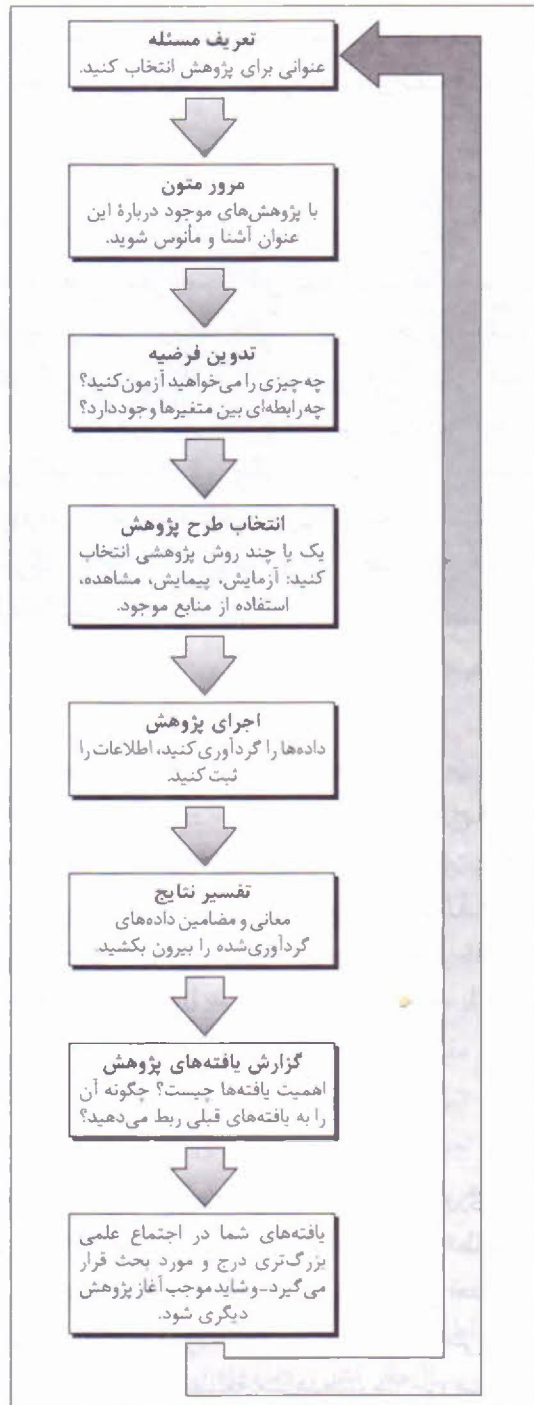 تعریف مسئله
عنوانی برای پژوهش انتخاب کنید.
مرور متون
با پژوهش‌های موجود دربارهٔ این
عنوان آشنا و مأنوس شوید.
تدوین فرضیه
چه‌چیزی را می‌خواهید آزمون‌کنید؟
چه‌رابطه‌ای بین متغیرها وجوددارد؟
انتخاب طرح پژوهش
یک یا چند روش پژوهشی انتخاب
کنید: آزمایش، پیمایش، مشاهده،
استفاده از منابع موجود.
اجرای پژوهش
داده‌ها را گردآوری‌کنید، اطلاعات را
ثبت کنید.
تفسیر نتایج
معانی و مضامین داده‌های
گردآوری‌شده را بیرون بکشید.
گزارش یافته‌های پژوهش
اهمیت یافته‌ها چیست؟ چگونه آن
را به یافته‌های قبلی ربط می‌دهید؟
یافته‌های شما در اجتماع علمی
بزرگ‌تری درج و مورد بحث قرار
می‌گیرد-وشاید موجب آغاز پژوهش
دیگری شود.